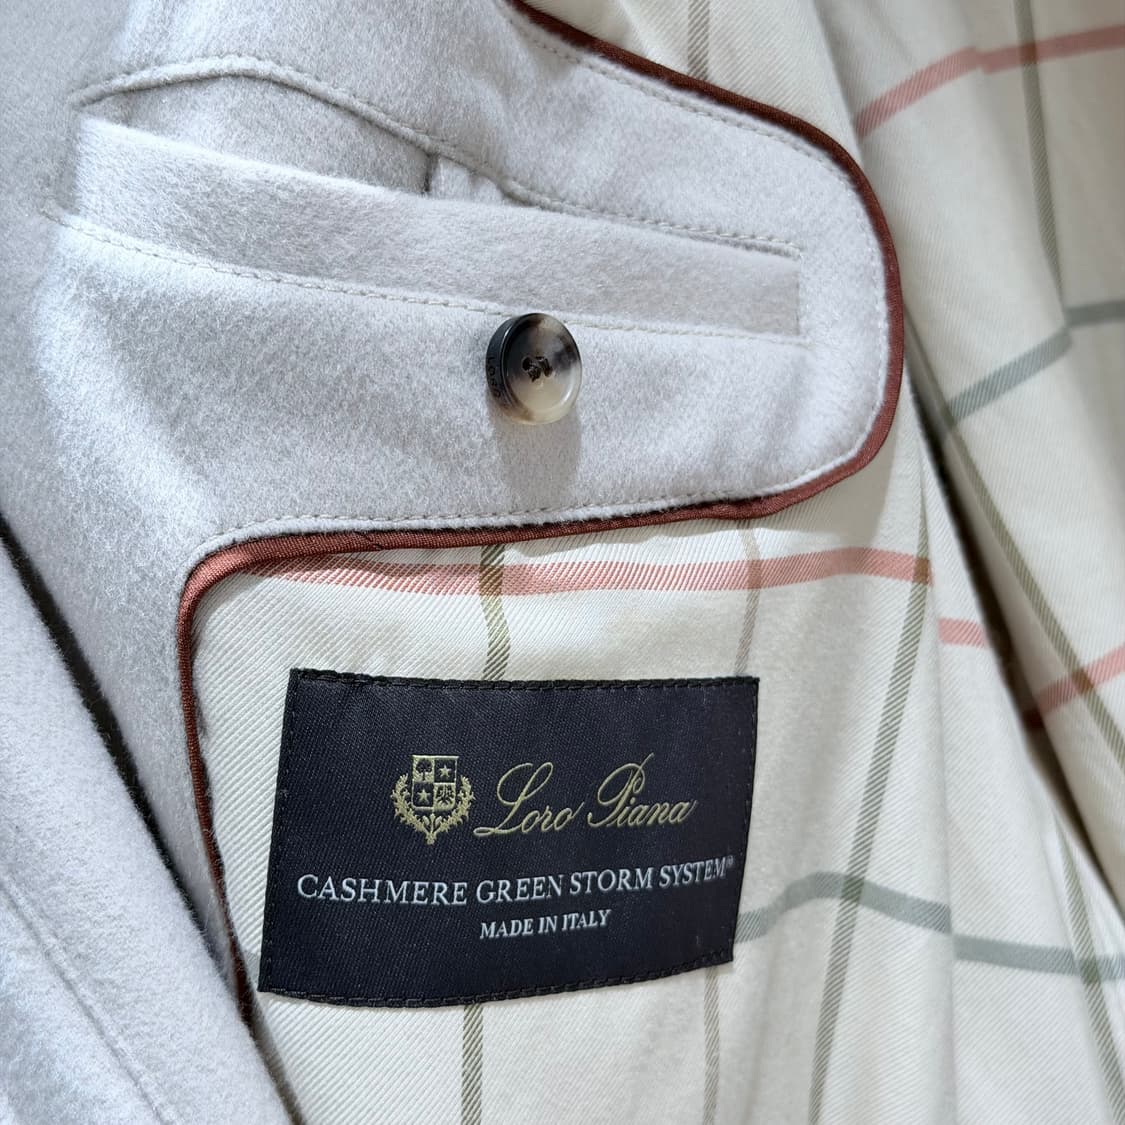 Loro Piana
CASHMERE GREEN STORM SYSTEM®
MADE IN ITALY